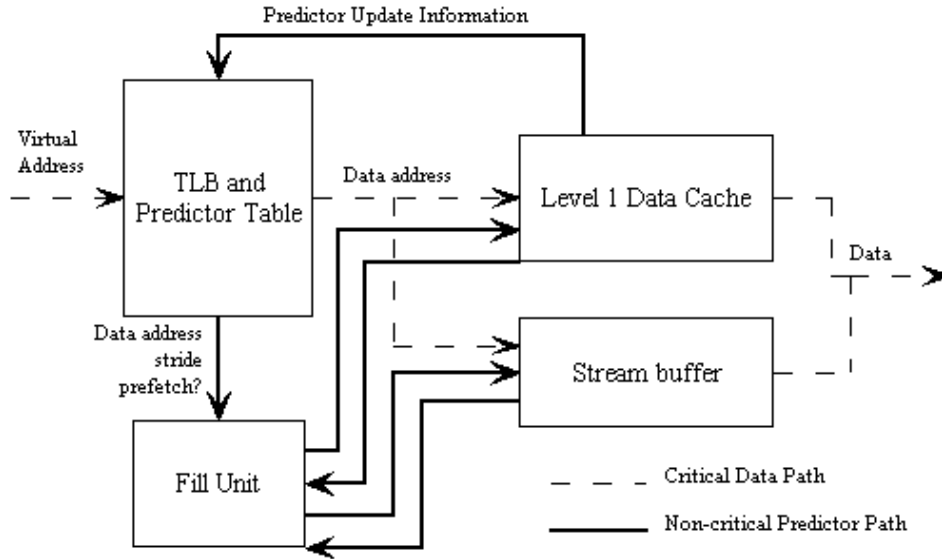 Predictor Update Information
Virtual
Address
TLB and
Predictor Table
Data address
Level 1 Data Cache
Data
Data address
stride
prefetch?
Stream buffer
Fill Unit
Critical Data Path
Non-critical Predictor Path